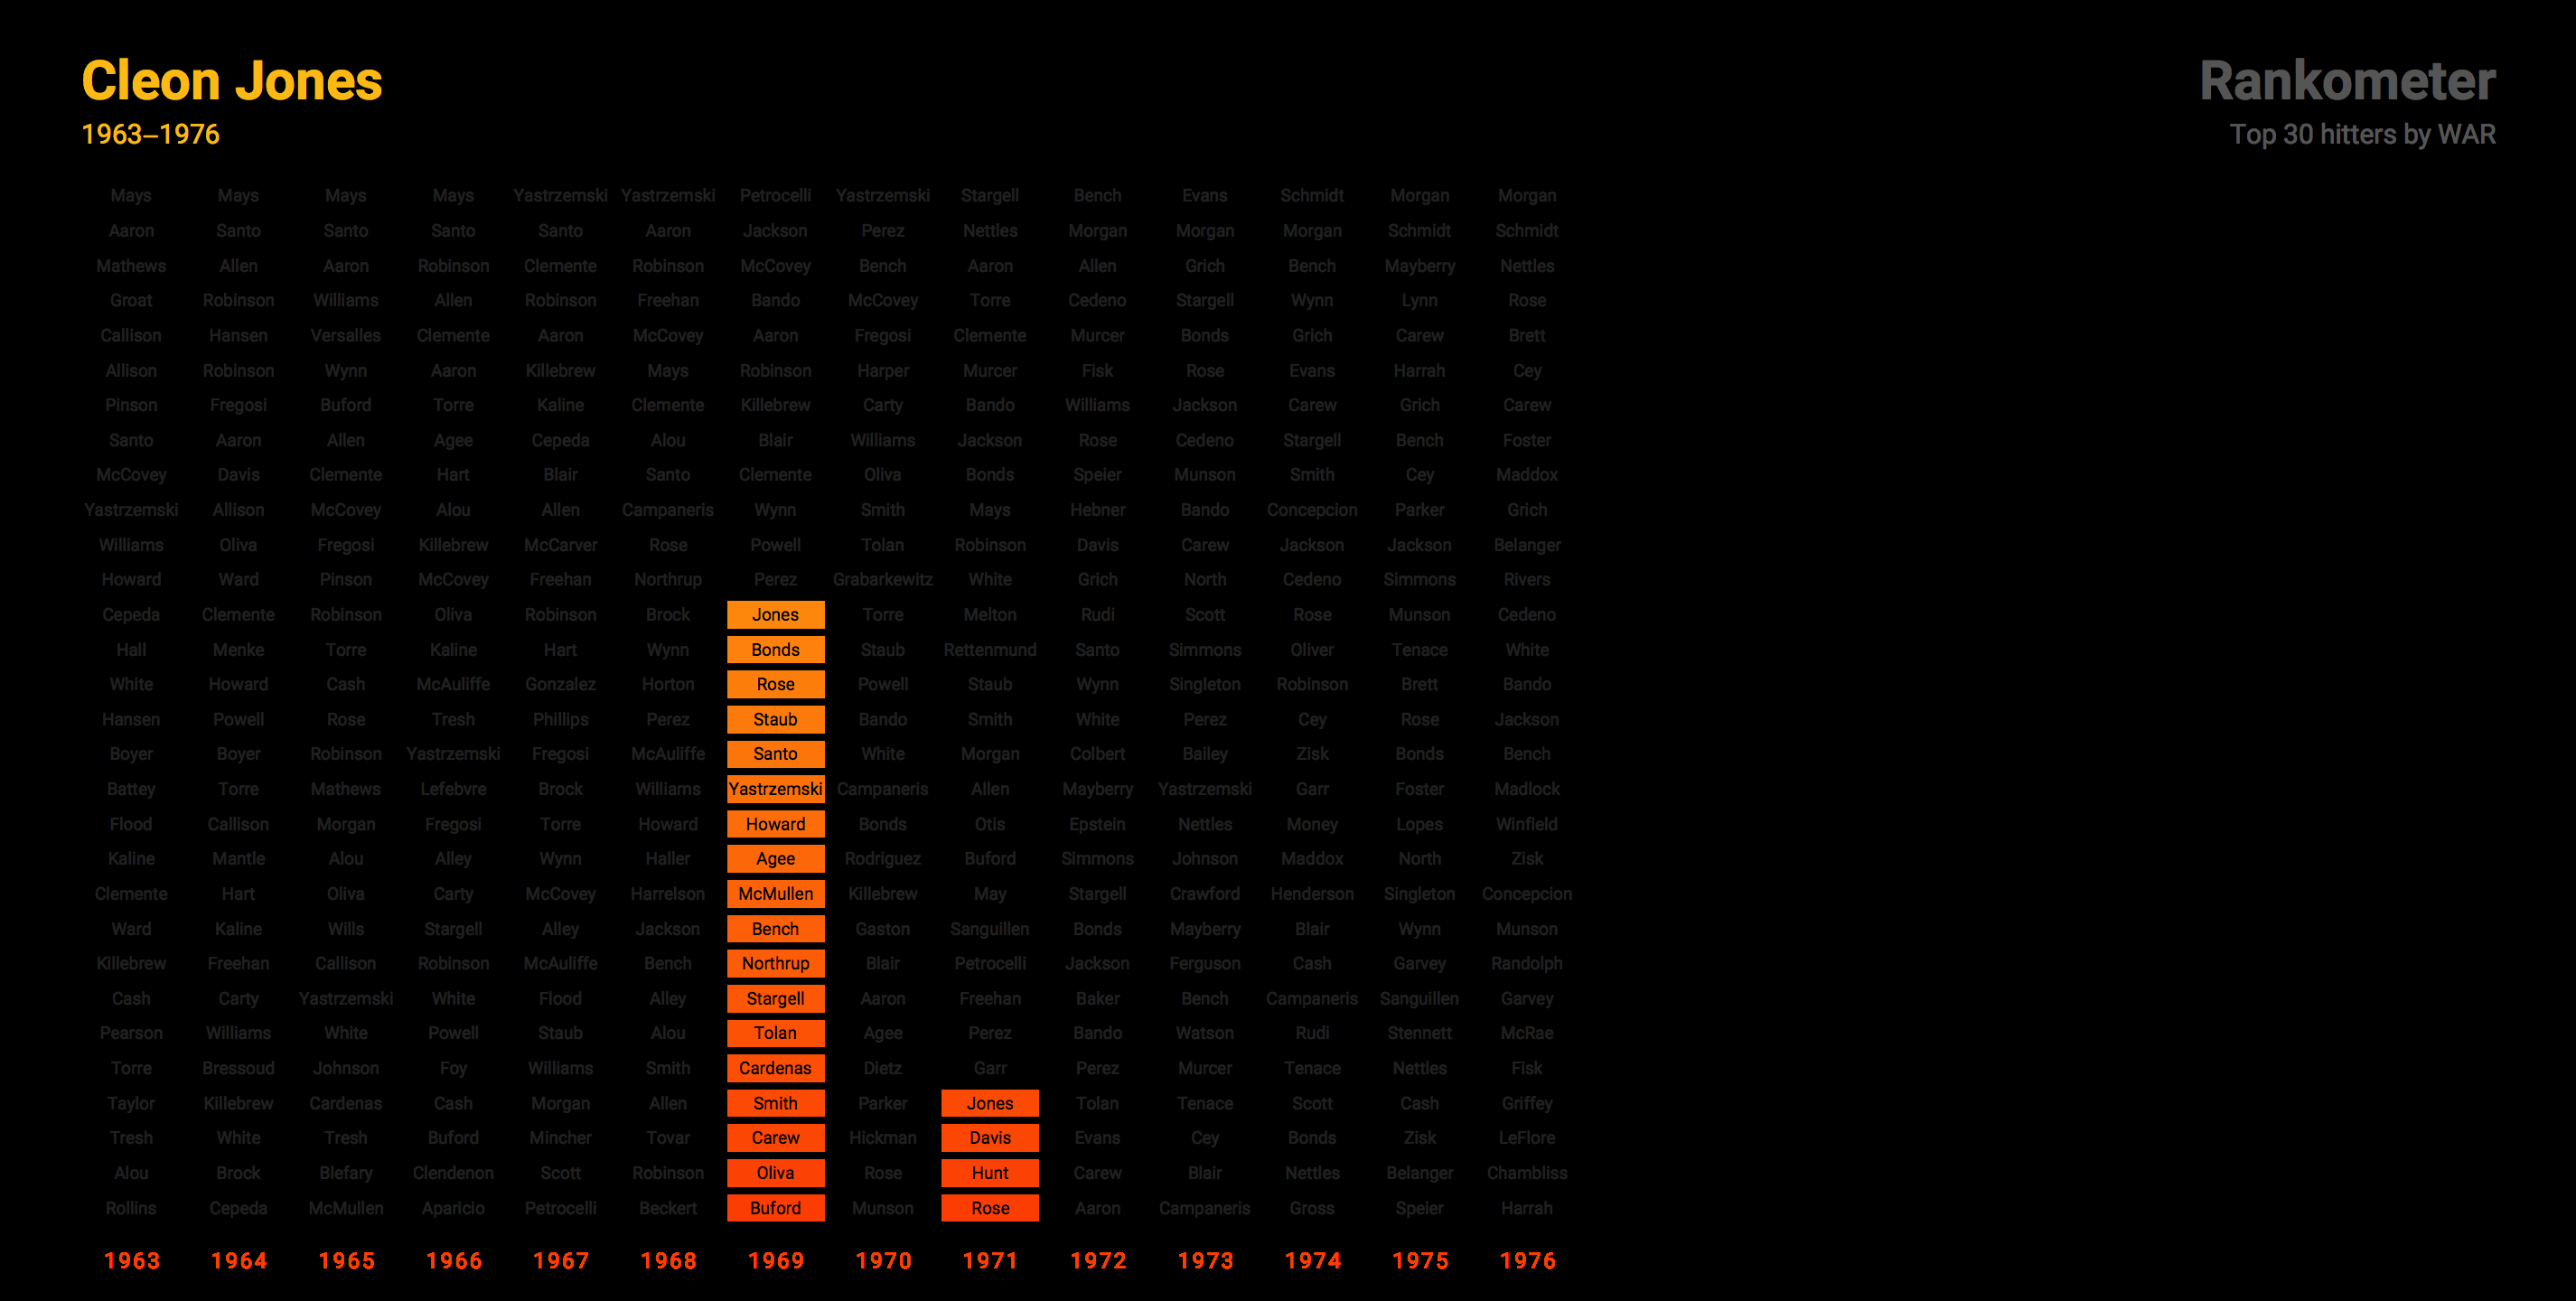 Cleon Jones
Rankometer
1963–1976
Top 30 hitters by WAR
Mays Mays Mays Mays Yastrzemski Yastrzemski Petrocelli Yastrzemski Stargell Bench Evans Schmidt Morgan Morgan
Aaron Santo Santo Santo Santo Aaron Jackson Perez Nettles Morgan Morgan Morgan Schmidt Schmidt
Mathews Allen Aaron Robinson Clemente Robinson McCovey Bench Aaron Allen Grich Bench Mayberry Nettles
Groat Robinson Williams Allen Robinson Freehan Bando McCovey Torre Cedeno Stargell Wynn Lynn Rose
Callison Hansen Versalles Clemente Aaron McCovey Aaron Fregosi Clemente Murcer Bonds Grich Carew Brett
Allison Robinson Wynn Aaron Killebrew Mays Robinson Harper Murcer Fisk Rose Evans Harrah Cey
Pinson Fregosi Buford Torre Kaline Clemente Killebrew Carty Bando Williams Jackson Carew Grich Carew
Santo Aaron Allen Agee Cepeda Alou Blair Williams Jackson Rose Cedeno Stargell Bench Foster
McCovey Davis Clemente Hart Blair Santo Clemente Oliva Bonds Speier Munson Smith Cey Maddox
Yastrzemski Allison McCovey Alou Allen Campaneris Wynn Smith Mays Hebner Bando Concepcion Parker Grich
Williams Oliva Fregosi Killebrew McCarver Rose Powell Tolan Robinson Davis Carew Jackson Jackson Belanger
Howard Ward Pinson McCovey Freehan Northrup Perez Grabarkewitz White Grich North Cedeno Simmons Rivers
Cepeda Clemente Robinson Oliva Robinson Brock Jones Torre Melton Rudi Scott Rose Munson Cedeno
Hall Menke Torre Kaline Hart Wynn Bonds Staub Rettenmund Santo Simmons Oliver Tenace White
White Howard Cash McAuliffe Gonzalez Horton Rose Powell Staub Wynn Singleton Robinson Brett Bando
Hansen Powell Rose Tresh Phillips Perez Staub Bando Smith White Perez Cey Rose Jackson
Boyer Boyer Robinson Yastrzemski Fregosi McAuliffe Santo White Morgan Colbert Bailey Zisk Bonds Bench
Battey Torre Mathews Lefebvre Brock Williams Yastrzemski Campaneris Allen Mayberry Yastrzemski Garr Foster Madlock
Flood Callison Morgan Fregosi Torre Howard Howard Bonds Otis Epstein Nettles Money Lopes Winfield
Kaline Mantle Alou Alley Wynn Haller Agee Rodriguez Buford Simmons Johnson Maddox North Zisk
Clemente Hart Oliva Carty McCovey Harrelson McMullen Killebrew May Stargell Crawford Henderson Singleton Concepcion
Ward Kaline Wills Stargell Alley Jackson Bench Gaston Sanguillen Bonds Mayberry Blair Wynn Munson
Killebrew Freehan Callison Robinson McAuliffe Bench Northrup Blair Petrocelli Jackson Ferguson Cash Garvey Randolph
Cash Carty Yastrzemski White Flood Alley Stargell Aaron Freehan Baker Bench Campaneris Sanguillen Garvey
Pearson Williams White Powell Staub Alou Tolan Agee Perez Bando Watson Rudi Stennett McRae
Torre Bressoud Johnson Foy Williams Smith Cardenas Dietz Garr Perez Murcer Tenace Nettles Fisk
Taylor Killebrew Cardenas Cash Morgan Allen Smith Parker Jones Tolan Tenace Scott Cash Griffey
Tresh White Tresh Buford Mincher Tovar Carew Hickman Davis Evans Cey Bonds Zisk LeFlore
Alou Brock Blefary Clendenon Scott Robinson Oliva Rose Hunt Carew Blair Nettles Belanger Chambliss
Rollins Cepeda McMullen Aparicio Petrocelli Beckert Buford Munson Rose Aaron Campaneris Gross Speier Harrah
1963 1964 1965 1966 1967 1968 1969 1970 1971 1972 1973 1974 1975 1976